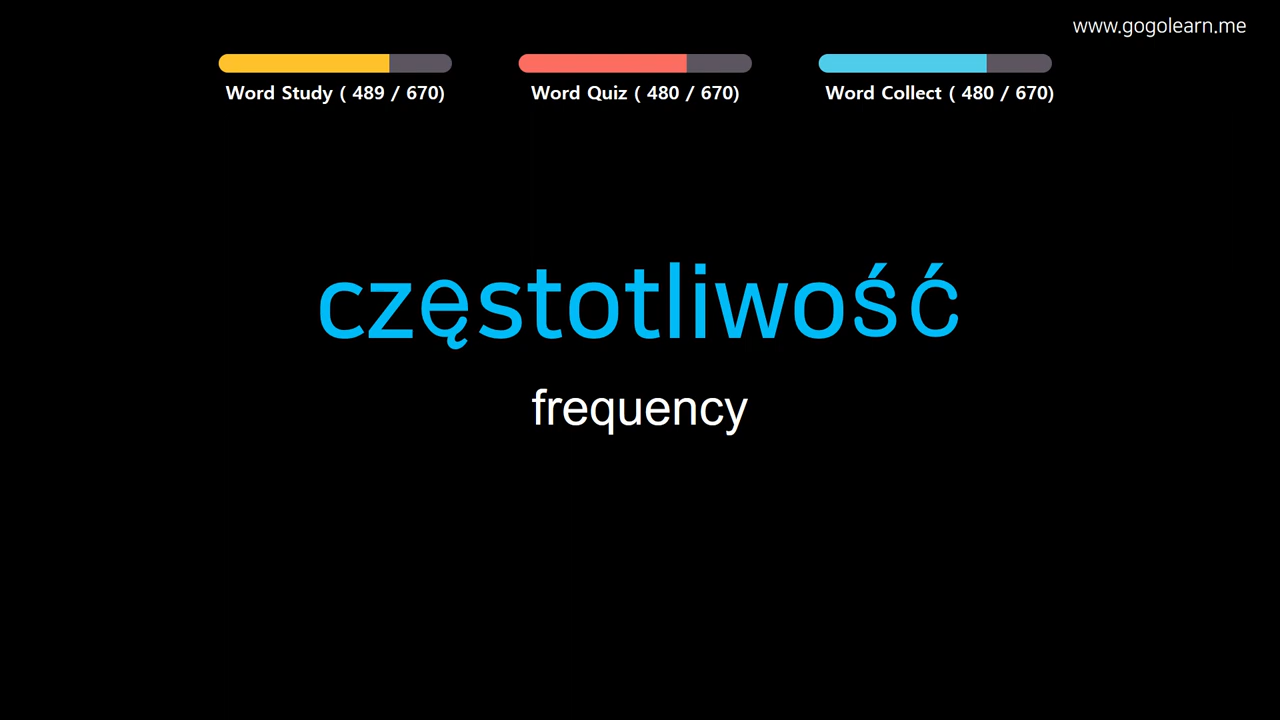 www.gogolearn.me
Word Study ( 489 / 670)
Word Quiz ( 480 / 670)
Word Collect ( 480 / 670)
częstotliwość
frequency